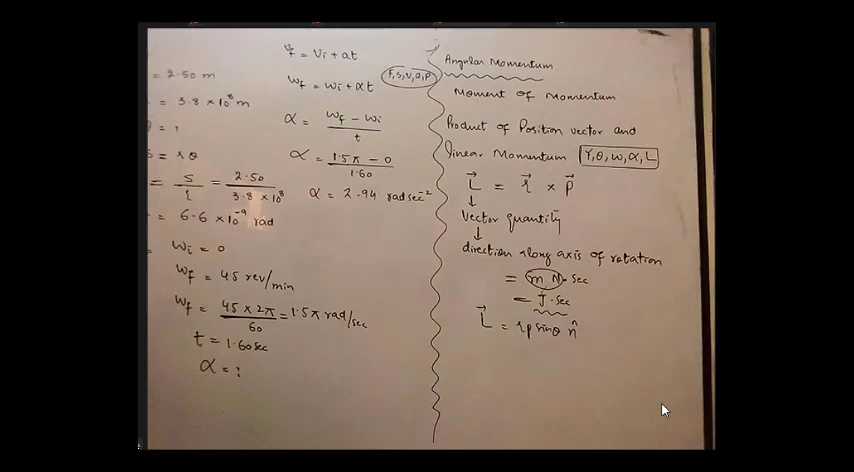 = 2.50 m
= 3.8 × 10⁸ m
= ?
= rθ
= S/r = 2.50 / 3.8 × 10⁸
= 6.6 × 10⁻⁹ rad
ωi = 0
ωf = 45 rev/min
ωf = 45 × 2π / 60 = 1.5π rad/sec
t = 1.60 sec
α = ?
Vf = Vi + at
ωf = ωi + αt
α = ωf − ωi / t
α = 1.5π − 0 / 1.60
α = 2.94 rad sec⁻²
F, S, V, a, P
Angular Momentum
Moment of Momentum
Product of Position vector and
linear Momentum γ, θ, ω, α, L
L⃗ = r⃗ × P⃗
↓
Vector quantity
↓
direction along axis of rotation
= m N. Sec
= J. Sec
L⃗ = rp sinθ n̂